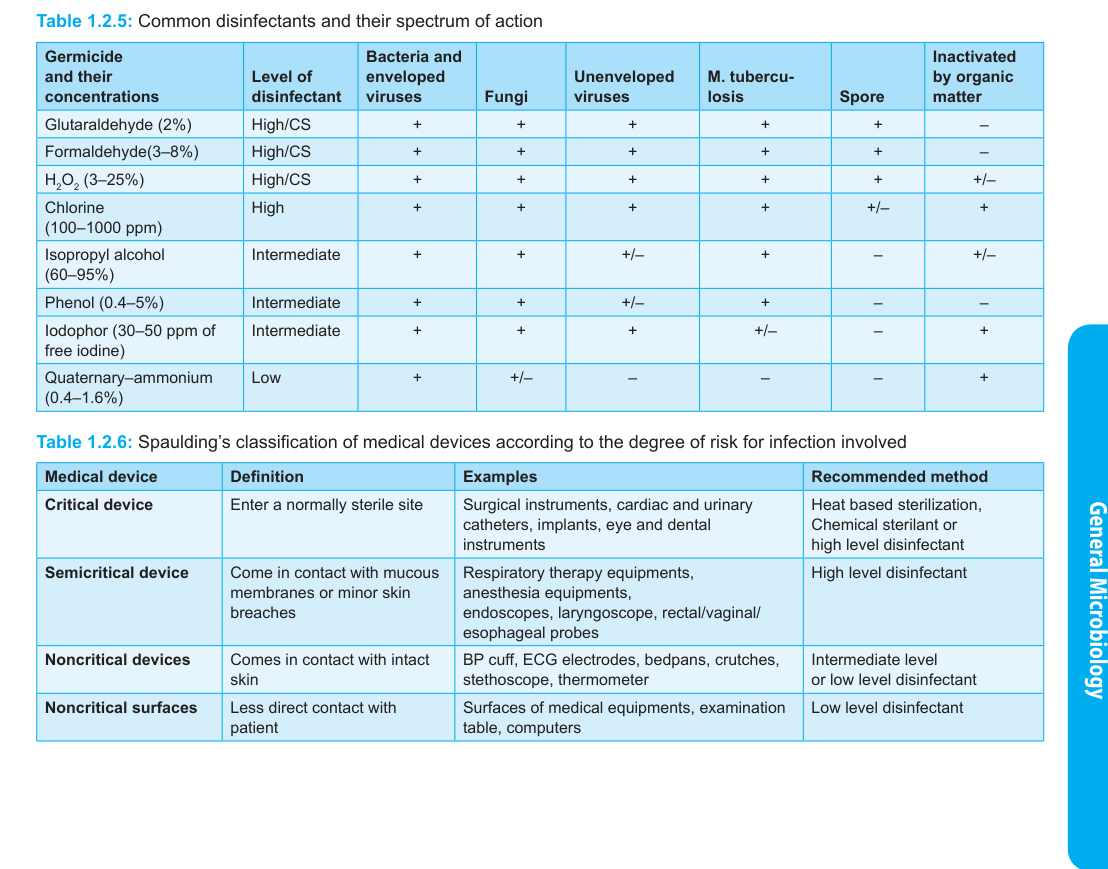 Table 1.2.5: Common disinfectants and their spectrum of action
Germicide and their concentrations | Level of disinfectant | Bacteria and enveloped viruses | Fungi | Unenveloped viruses | M. tubercu-losis | Spore | Inactivated by organic matter
Glutaraldehyde (2%) | High/CS | + | + | + | + | + | –
Formaldehyde(3–8%) | High/CS | + | + | + | + | + | –
H₂O₂ (3–25%) | High/CS | + | + | + | + | + | +/–
Chlorine (100–1000 ppm) | High | + | + | + | + | +/– | +
Isopropyl alcohol (60–95%) | Intermediate | + | + | +/– | + | – | +/–
Phenol (0.4–5%) | Intermediate | + | + | +/– | + | – | –
Iodophor (30–50 ppm of free iodine) | Intermediate | + | + | + | +/– | – | +
Quaternary–ammonium (0.4–1.6%) | Low | + | +/– | – | – | – | +
Table 1.2.6: Spaulding's classification of medical devices according to the degree of risk for infection involved
Medical device | Definition | Examples | Recommended method
Critical device | Enter a normally sterile site | Surgical instruments, cardiac and urinary catheters, implants, eye and dental instruments | Heat based sterilization, Chemical sterilant or high level disinfectant
Semicritical device | Come in contact with mucous membranes or minor skin breaches | Respiratory therapy equipments, anesthesia equipments, endoscopes, laryngoscope, rectal/vaginal/ esophageal probes | High level disinfectant
Noncritical devices | Comes in contact with intact skin | BP cuff, ECG electrodes, bedpans, crutches, stethoscope, thermometer | Intermediate level or low level disinfectant
Noncritical surfaces | Less direct contact with patient | Surfaces of medical equipments, examination table, computers | Low level disinfectant
General Microbiology